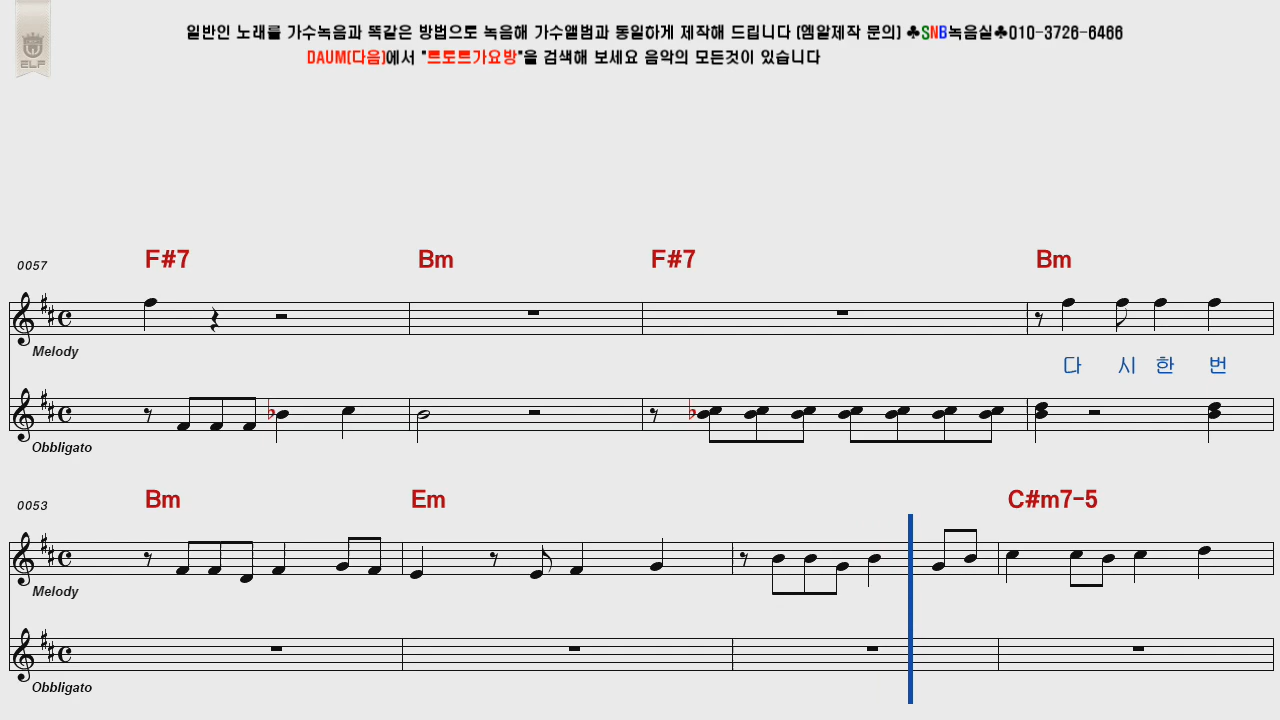 일반인 노래를 가수녹음과 똑같은 방법으로 녹음해 가수앨범과 동일하게 제작해 드립니다 (엠알제작 문의) ♣SNB녹음실♣010-3726-6466
DAUM(다음)에서 "트로트가요방"을 검색해 보세요 음악의 모든것이 있습니다
ELF
0057 F#7 Bm F#7 Bm
Melody
다 시 한 번
Obbligato
0053 Bm Em C#m7-5
Melody
Obbligato